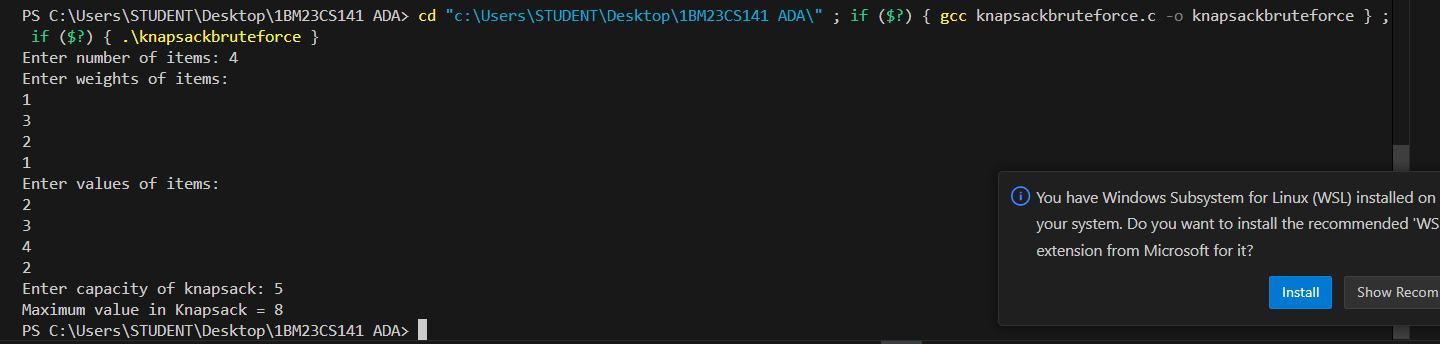 PS C:\Users\STUDENT\Desktop\1BM23CS141 ADA> cd "c:\Users\STUDENT\Desktop\1BM23CS141 ADA\" ; if ($?) { gcc knapsackbruteforce.c -o knapsackbruteforce } ;
if ($?) { .\knapsackbruteforce }
Enter number of items: 4
Enter weights of items:
1
3
2
1
Enter values of items:
2
3
4
2
Enter capacity of knapsack: 5
Maximum value in Knapsack = 8
PS C:\Users\STUDENT\Desktop\1BM23CS141 ADA>
You have Windows Subsystem for Linux (WSL) installed on
your system. Do you want to install the recommended 'WS
extension from Microsoft for it?
Install
Show Recom